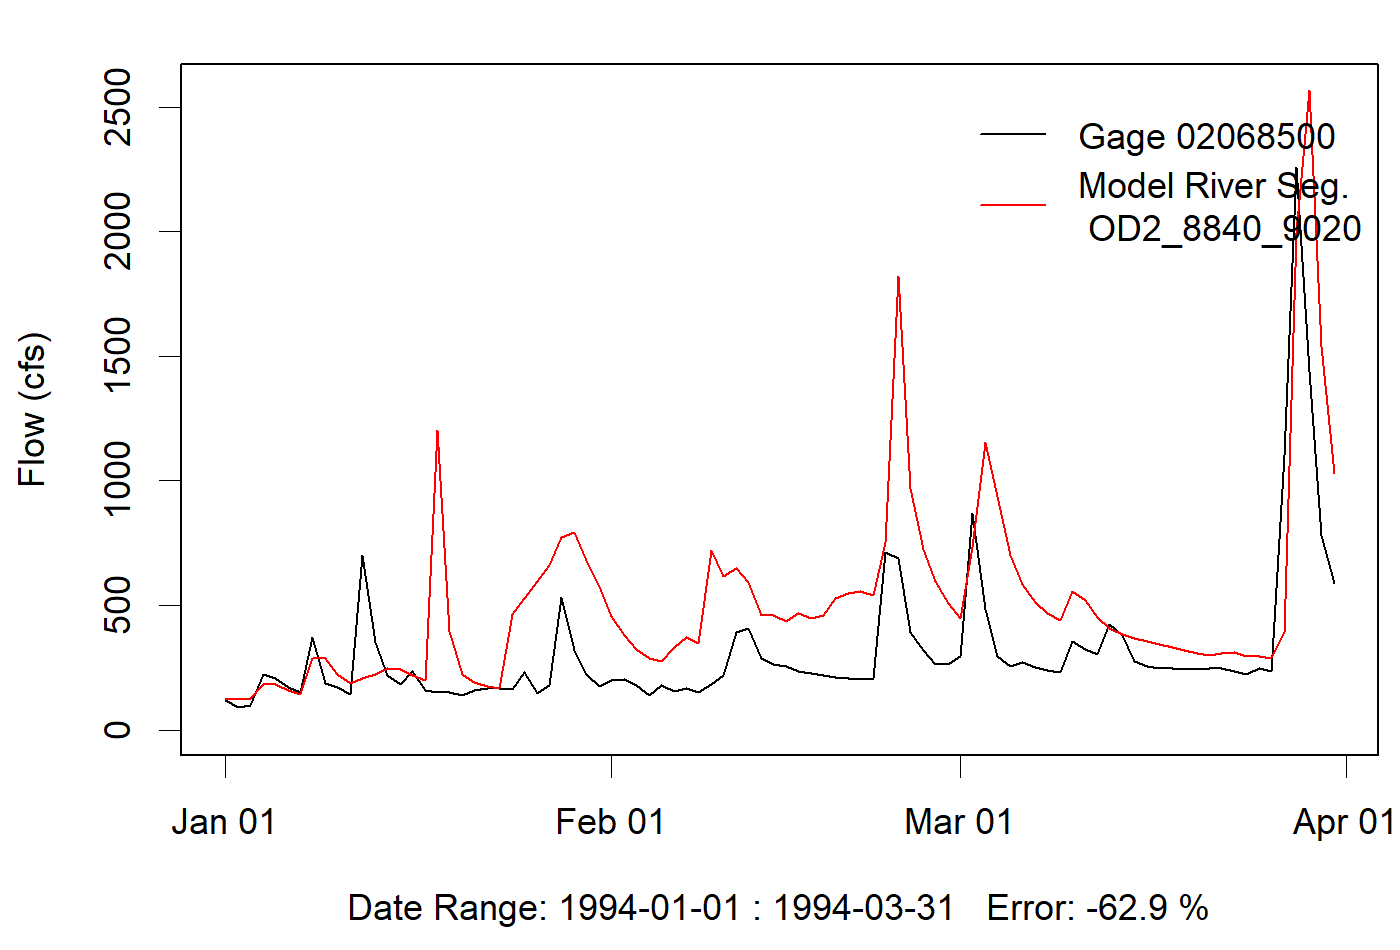 2500
2000
1500
1000
500
0
Flow (cfs)
Gage 02068500
Model River Seg.
OD2_8840_9020
Jan 01 Feb 01 Mar 01 Apr 01
Date Range: 1994-01-01 : 1994-03-31 Error: -62.9 %